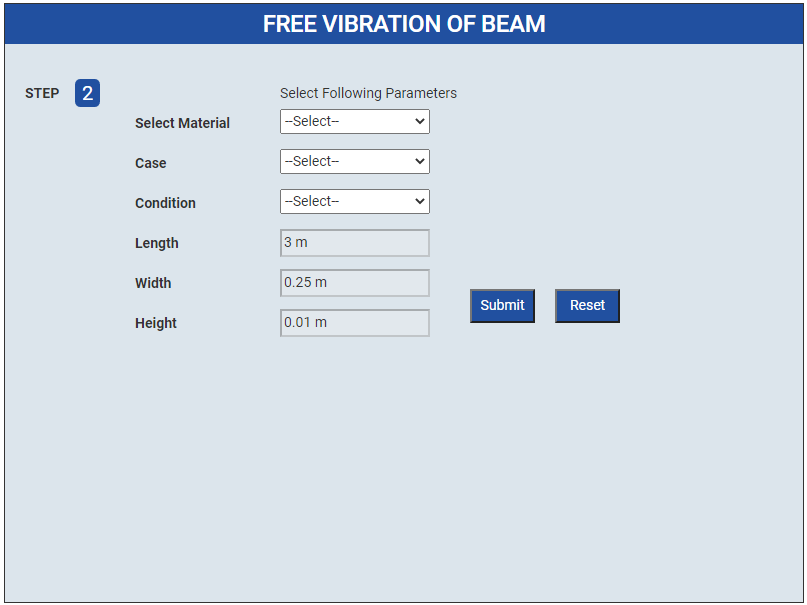 FREE VIBRATION OF BEAM
STEP 2
Select Following Parameters
Select Material --Select--
Case --Select--
Condition --Select--
Length 3 m
Width 0.25 m
Height 0.01 m
Submit Reset